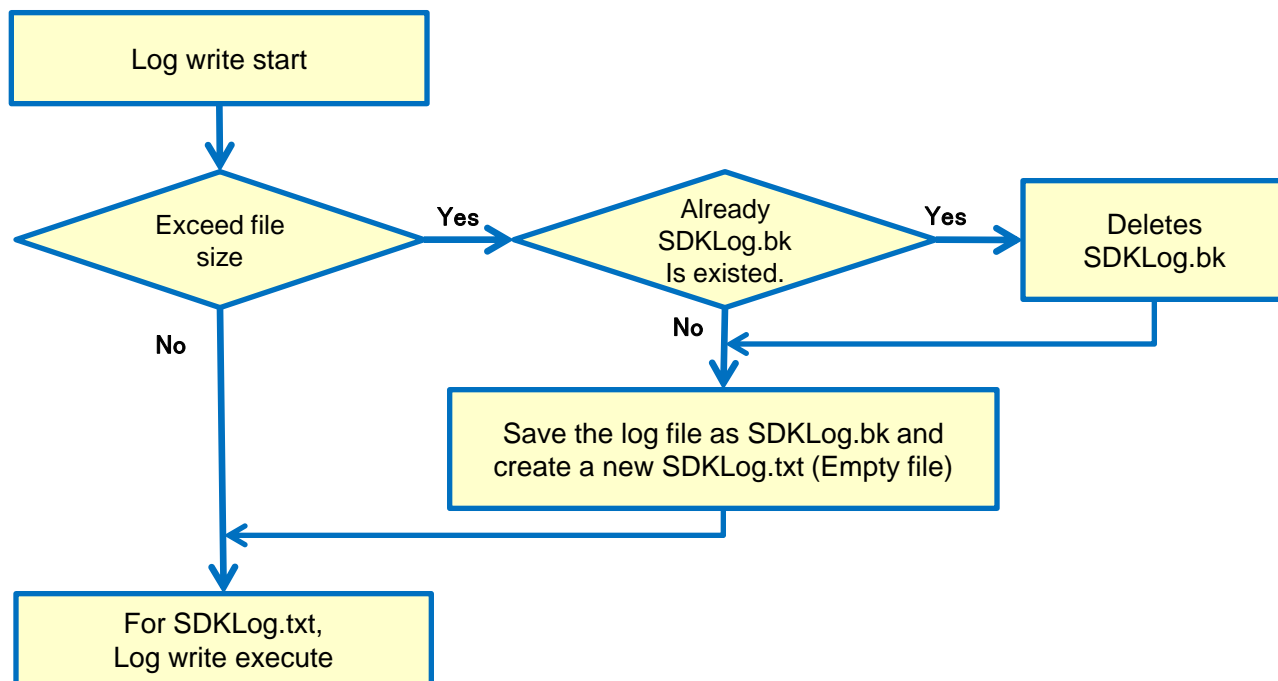 Log write start
Exceed file
size
Yes
Already
SDKLog.bk
Is existed.
Yes
Deletes
SDKLog.bk
No
No
Save the log file as SDKLog.bk and
create a new SDKLog.txt (Empty file)
For SDKLog.txt,
Log write execute